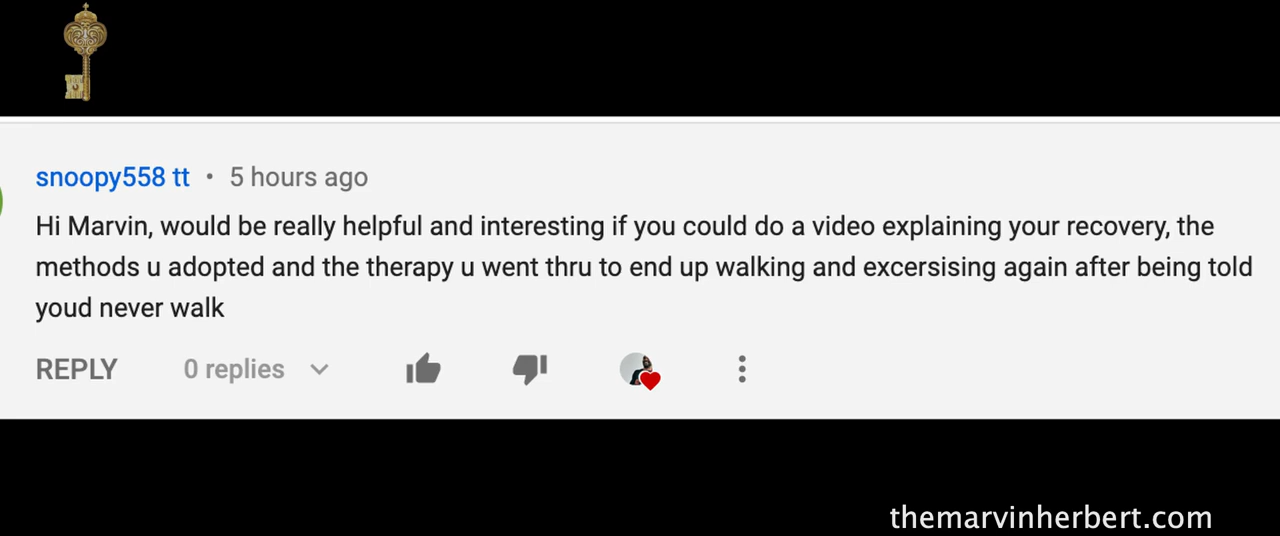 snoopy558 tt • 5 hours ago
Hi Marvin, would be really helpful and interesting if you could do a video explaining your recovery, the
methods u adopted and the therapy u went thru to end up walking and excersising again after being told
youd never walk
REPLY 0 replies
themarvinherbert.com